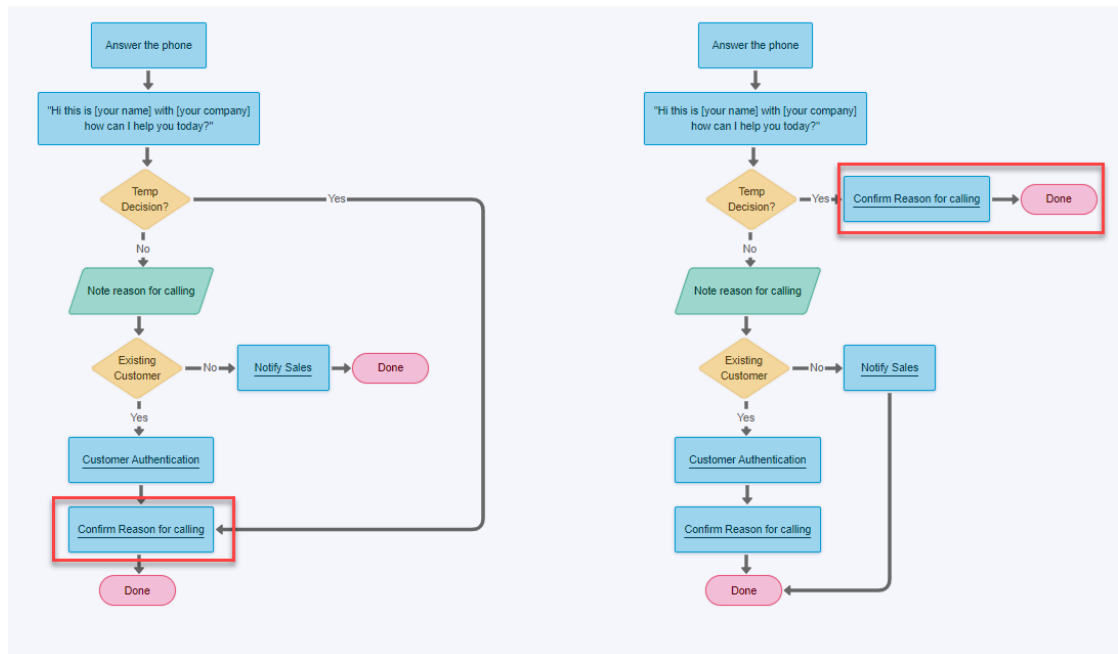 Answer the phone
"Hi this is [your name] with [your company]
how can I help you today?"
Temp
Decision?
Yes
No
Note reason for calling
Existing
Customer
No
Notify Sales
Done
Yes
Customer Authentication
Confirm Reason for calling
Done
Answer the phone
"Hi this is [your name] with [your company]
how can I help you today?"
Temp
Decision?
Yes
Confirm Reason for calling
Done
No
Note reason for calling
Existing
Customer
No
Notify Sales
Yes
Customer Authentication
Confirm Reason for calling
Done